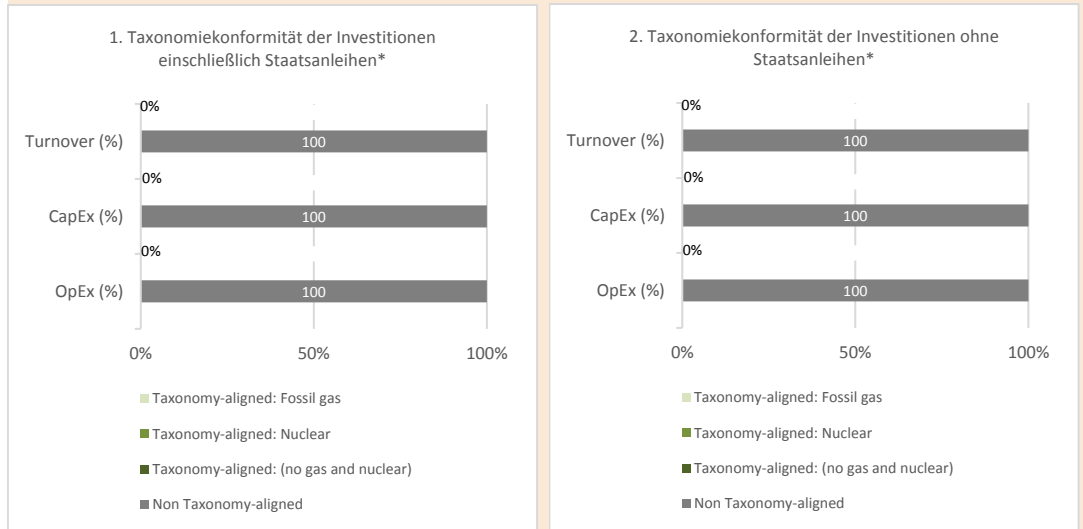 1. Taxonomiekonformität der Investitionen
einschließlich Staatsanleihen*
0%
Turnover (%)
100
0%
CapEx (%)
100
0%
OpEx (%)
100
0%
50%
100%
Taxonomy-aligned: Fossil gas
Taxonomy-aligned: Nuclear
Taxonomy-aligned: (no gas and nuclear)
Non Taxonomy-aligned
2. Taxonomiekonformität der Investitionen ohne
Staatsanleihen*
0%
Turnover (%)
100
0%
CapEx (%)
100
0%
OpEx (%)
100
0%
50%
100%
Taxonomy-aligned: Fossil gas
Taxonomy-aligned: Nuclear
Taxonomy-aligned: (no gas and nuclear)
Non Taxonomy-aligned